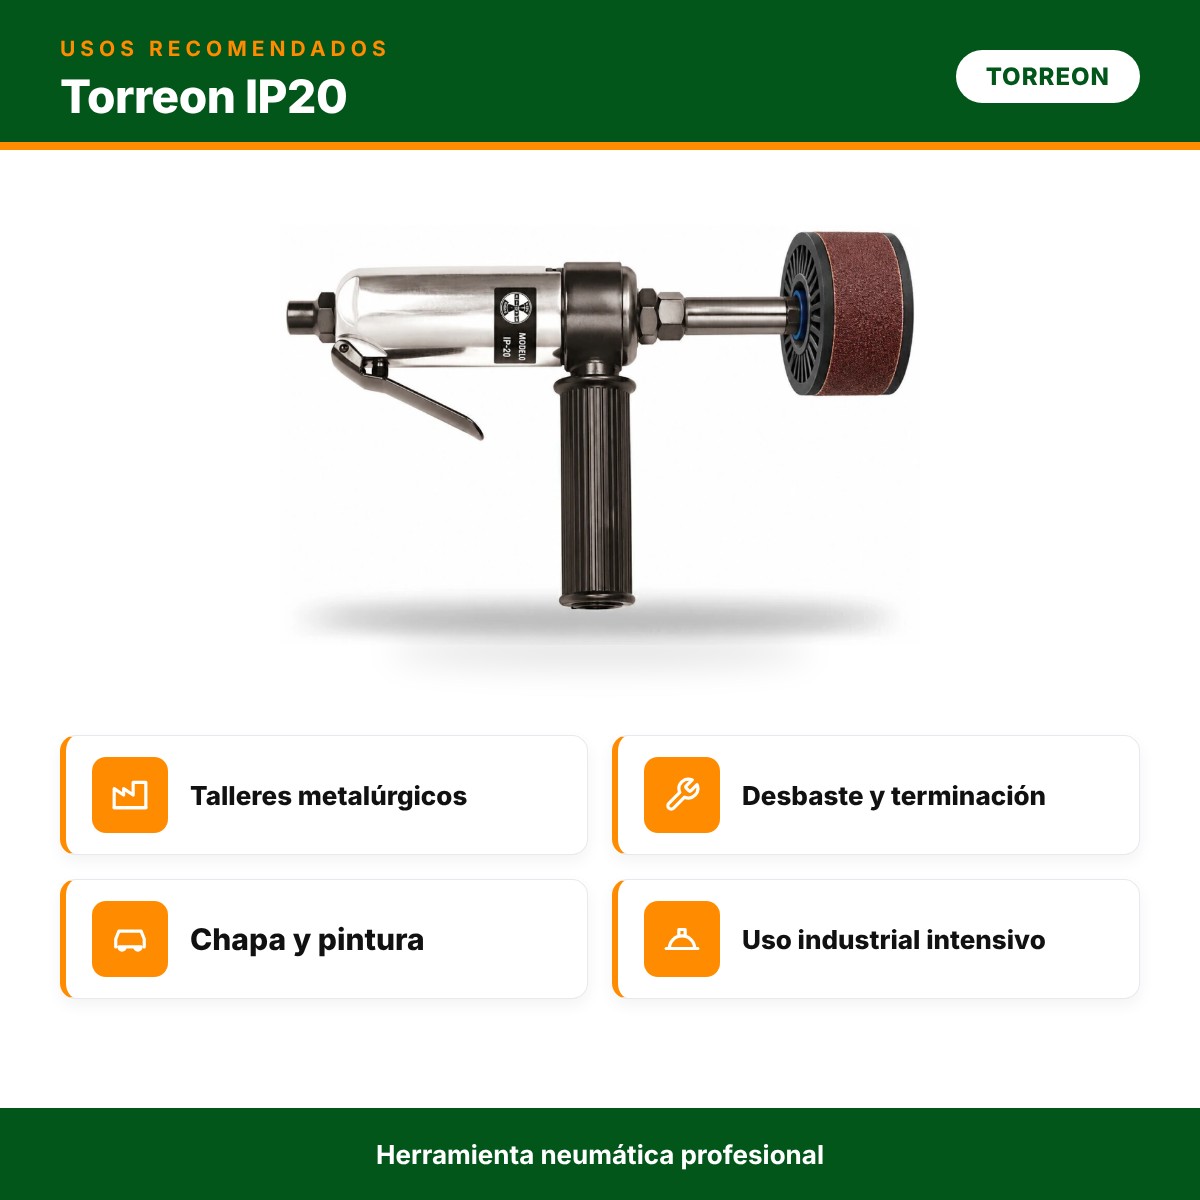 USOS RECOMENDADOS
Torreon IP20
TORREON
MODELO
IP-20
Talleres metalúrgicos
Desbaste y terminación
Chapa y pintura
Uso industrial intensivo
Herramienta neumática profesional